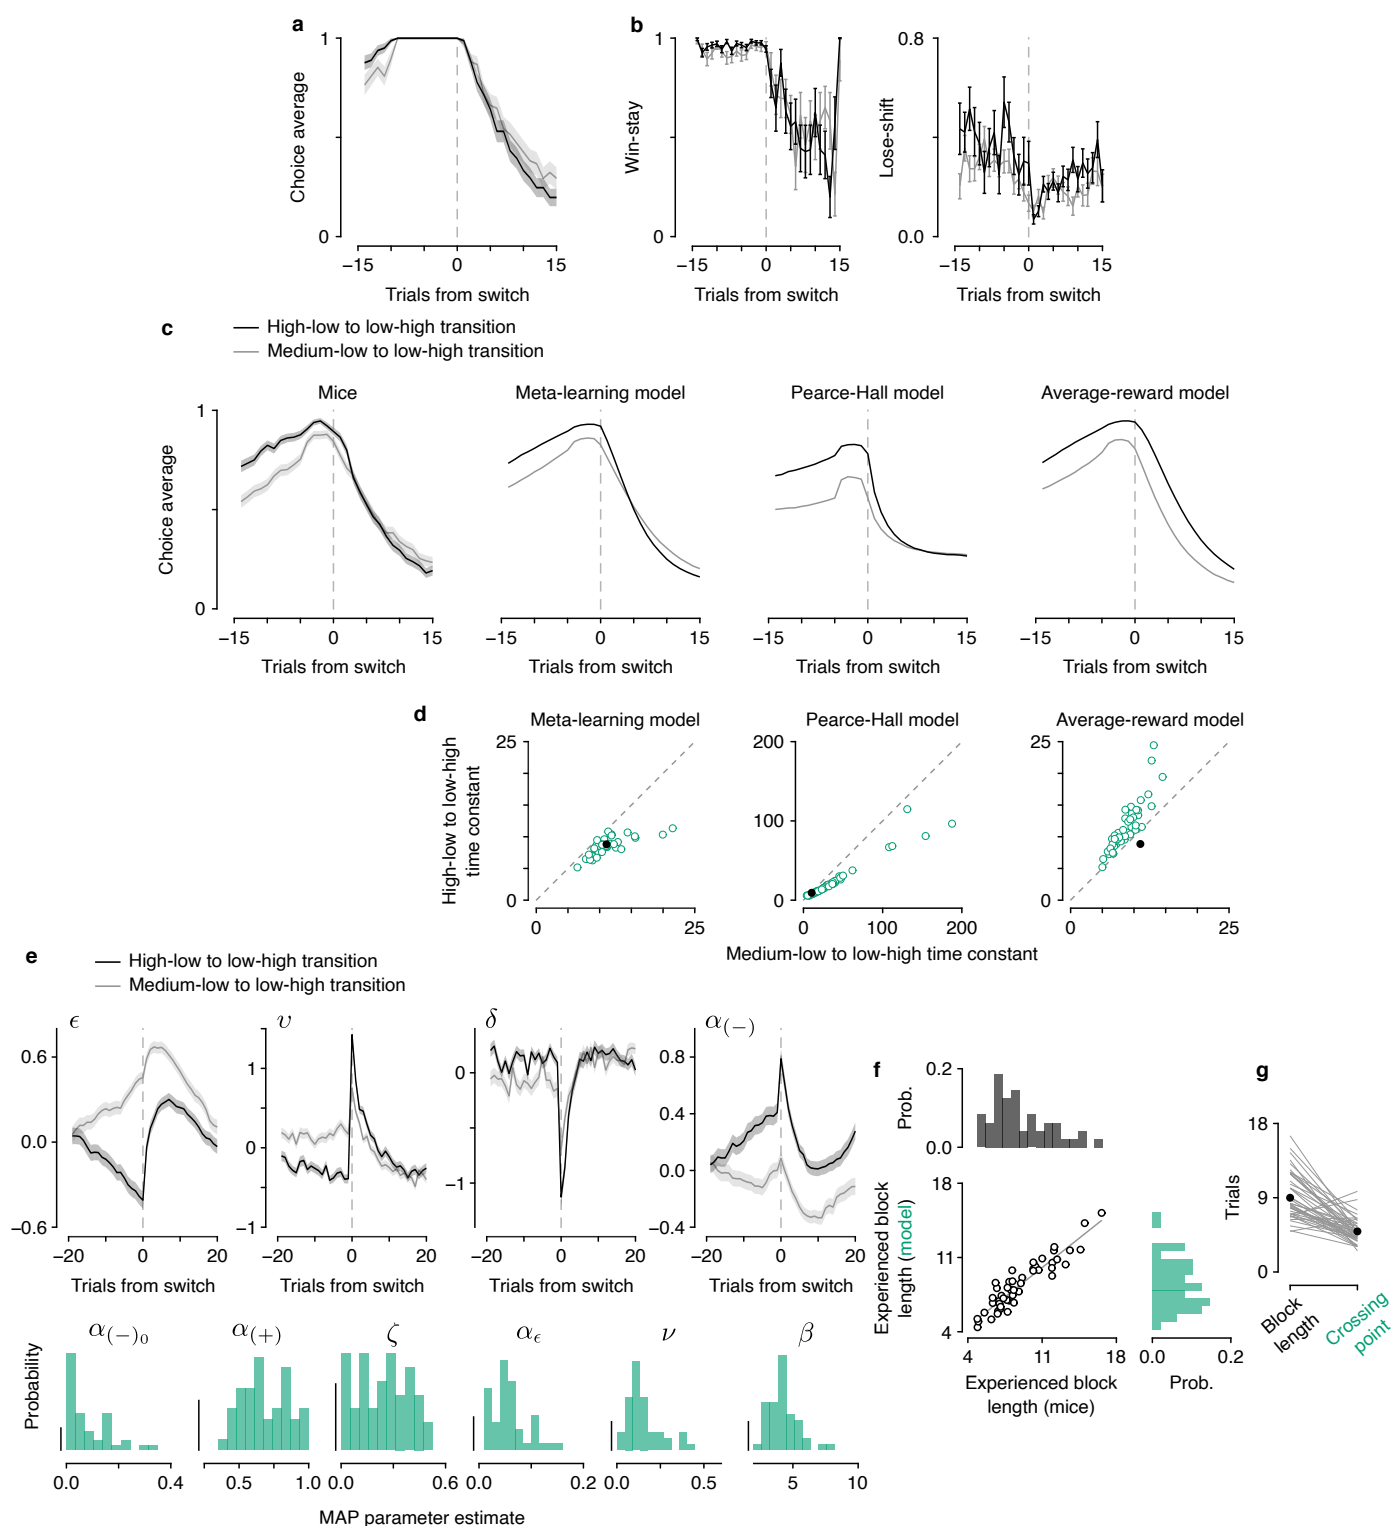 a
Choice average
1
0
−15 0 15
Trials from switch
b
Win-stay
1
0
−15 0 15
Trials from switch
Lose-shift
0.8
0.4
0.0
−15 0 15
Trials from switch
c
High-low to low-high transition
Medium-low to low-high transition
Mice
Meta-learning model
Pearce-Hall model
Average-reward model
Choice average
1
0
−15 0 15
−15 0 15
−15 0 15
−15 0 15
Trials from switch
Trials from switch
Trials from switch
Trials from switch
d
Meta-learning model
Pearce-Hall model
Average-reward model
High-low to low-high
time constant
25
0
0 25
200
100
0
0 100 200
25
0
0 25
Medium-low to low-high time constant
e
High-low to low-high transition
Medium-low to low-high transition
ϵ
0.6
0.0
−0.6
−20 0 20
Trials from switch
υ
1
0
−1
−20 0 20
Trials from switch
δ
0
−1
−20 0 20
Trials from switch
α(−)
0.8
0.4
0.0
−0.4
−20 0 20
Trials from switch
Probability
α(−)₀
0.0 0.4
α(+)
0.5 1.0
ζ
0.0 0.6
αϵ
0.0 0.2
ν
0.0 0.5
β
5 10
MAP parameter estimate
f
Prob.
0.2
0.0
Experienced block
length (model)
18
11
4
4 11 18
Experienced block
length (mice)
0.0 0.2
Prob.
g
Trials
18
9
0
Block
length
Crossing
point